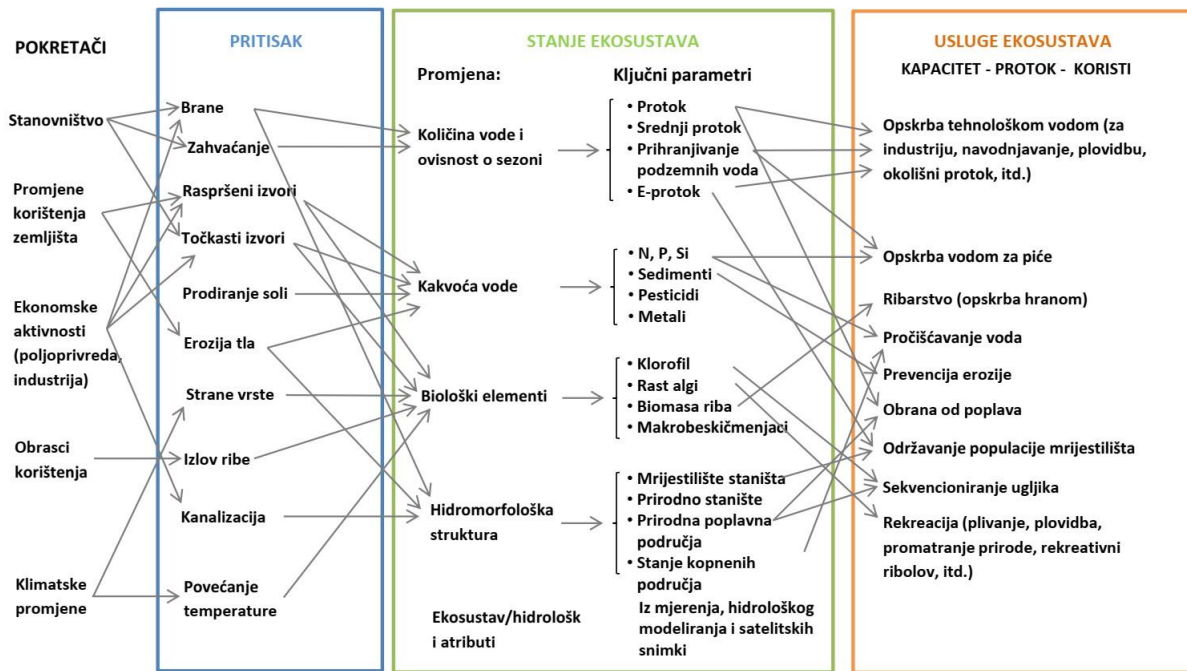 POKRETAČI
Stanovništvo
Promjene
korištenja
zemljišta
Ekonomske
aktivnosti
(poljoprivreda,
industrija)
Obrasci
korištenja
Klimatske
promjene
PRITISAK
Brane
Zahvaćanje
Raspršeni izvori
Točkasti izvori
Prodiranje soli
Erozija tla
Strane vrste
Izlov ribe
Kanalizacija
Povećanje
temperature
STANJE EKOSUSTAVA
Promjena:
Količina vode i
ovisnost o sezoni
Kakvoća vode
Biološki elementi
Hidromorfološka
struktura
Ekosustav/hidrološk
i atributi
Ključni parametri
• Protok
• Srednji protok
• Prihranjivanje
podzemnih voda
• E-protok
• N, P, Si
• Sedimenti
• Pesticidi
• Metali
• Klorofil
• Rast algi
• Biomasa riba
• Makrobeskičmenjaci
• Mrijestilište staništa
• Prirodno stanište
• Prirodna poplavna
područja
• Stanje kopnenih
područja
Iz mjerenja, hidrološkog
modeliranja i satelitskih
snimki
USLUGE EKOSUSTAVA
KAPACITET - PROTOK - KORISTI
Opskrba tehnološkom vodom (za
industriju, navodnjavanje, plovidbu,
okolišni protok, itd.)
Opskrba vodom za piće
Ribarstvo (opskrba hranom)
Pročišćavanje voda
Prevencija erozije
Obrana od poplava
Održavanje populacije mrijestilišta
Sekvencioniranje ugljika
Rekreacija (plivanje, plovidba,
promatranje prirode, rekreativni
ribolov, itd.)